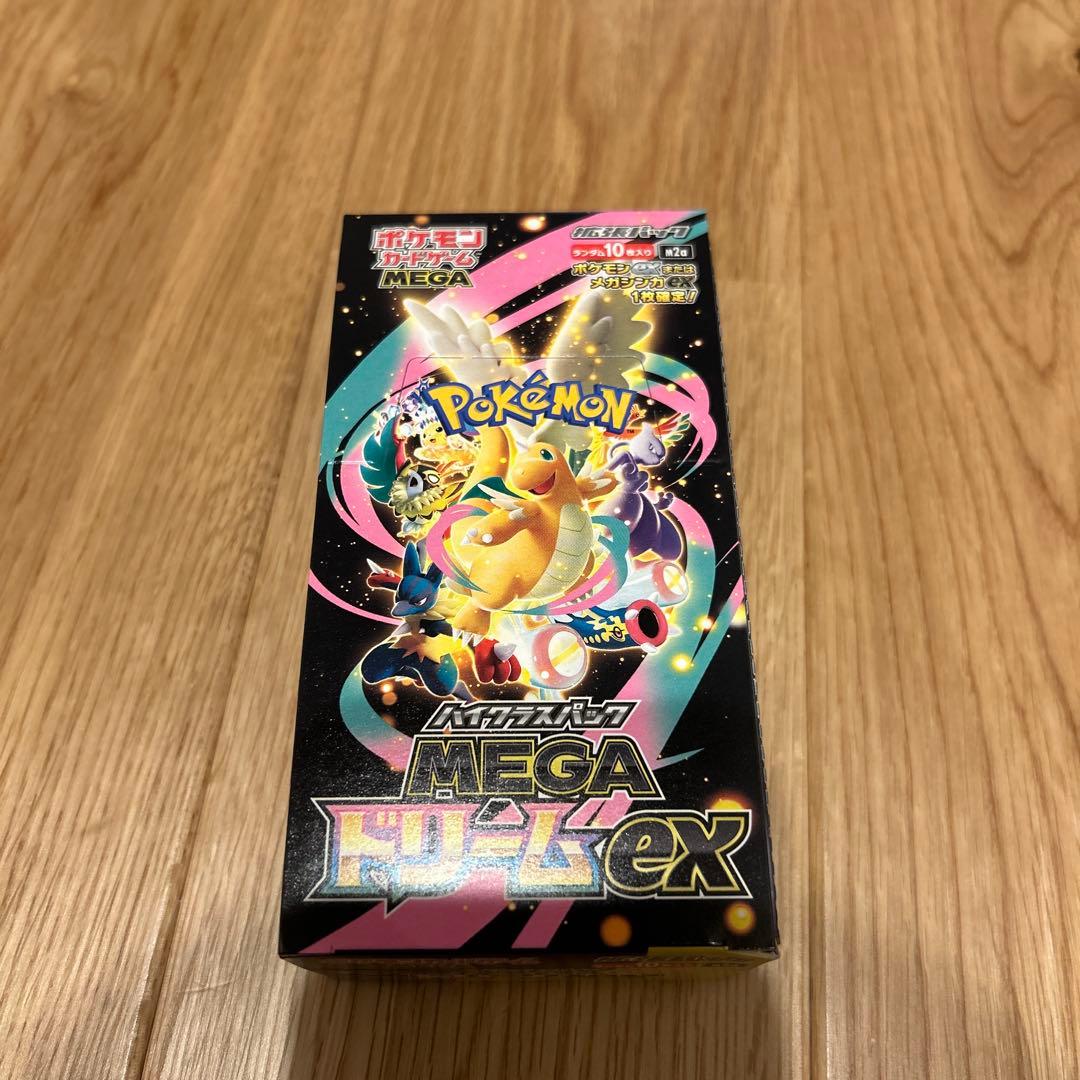 ポケモン
カードゲーム
MEGA
拡張パック
ランダム10枚入り M2a
ポケモンexまたは
メガシンカex
1枚確定!
POKÉMON
TM
ハイクラスパック
MEGA
ドリームex